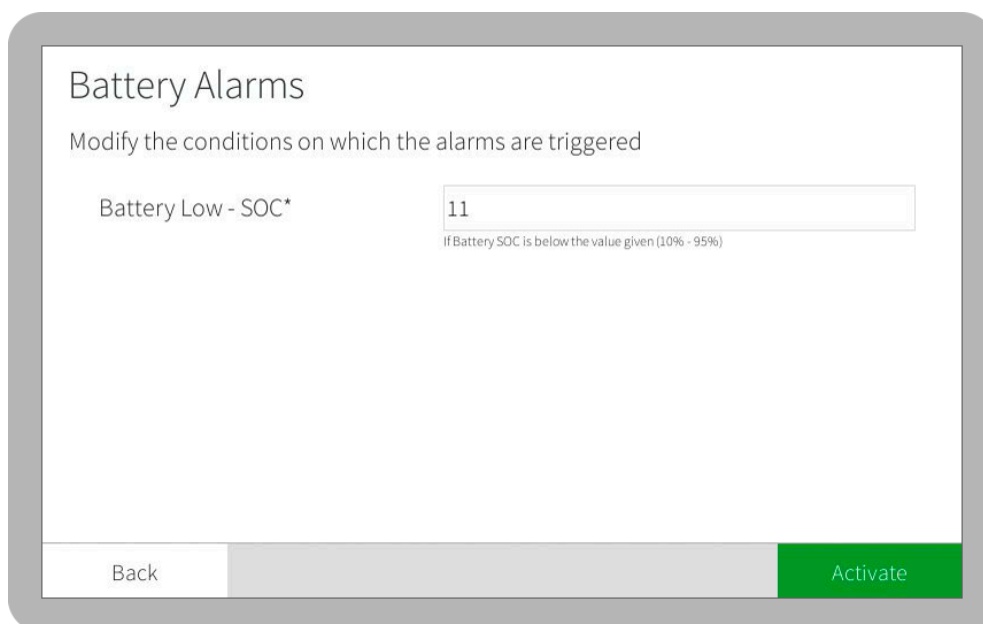 Battery Alarms
Modify the conditions on which the alarms are triggered
Battery Low - SOC*
11
If Battery SOC is below the value given (10% - 95%)
Back
Activate